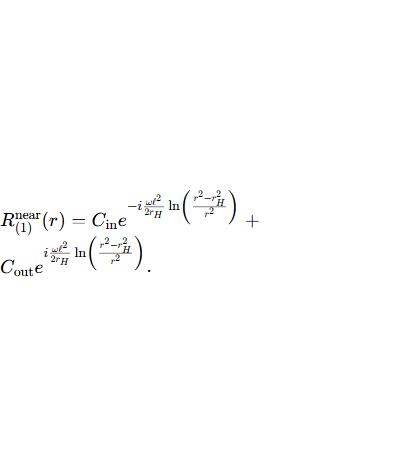 R_{(1)}^{\text{near}}(r) = C_{\text{in}} e^{-i\frac{\omega\ell^2}{2r_H}\ln\left(\frac{r^2-r_H^2}{r^2}\right)} +
C_{\text{out}} e^{i\frac{\omega\ell^2}{2r_H}\ln\left(\frac{r^2-r_H^2}{r^2}\right)}.